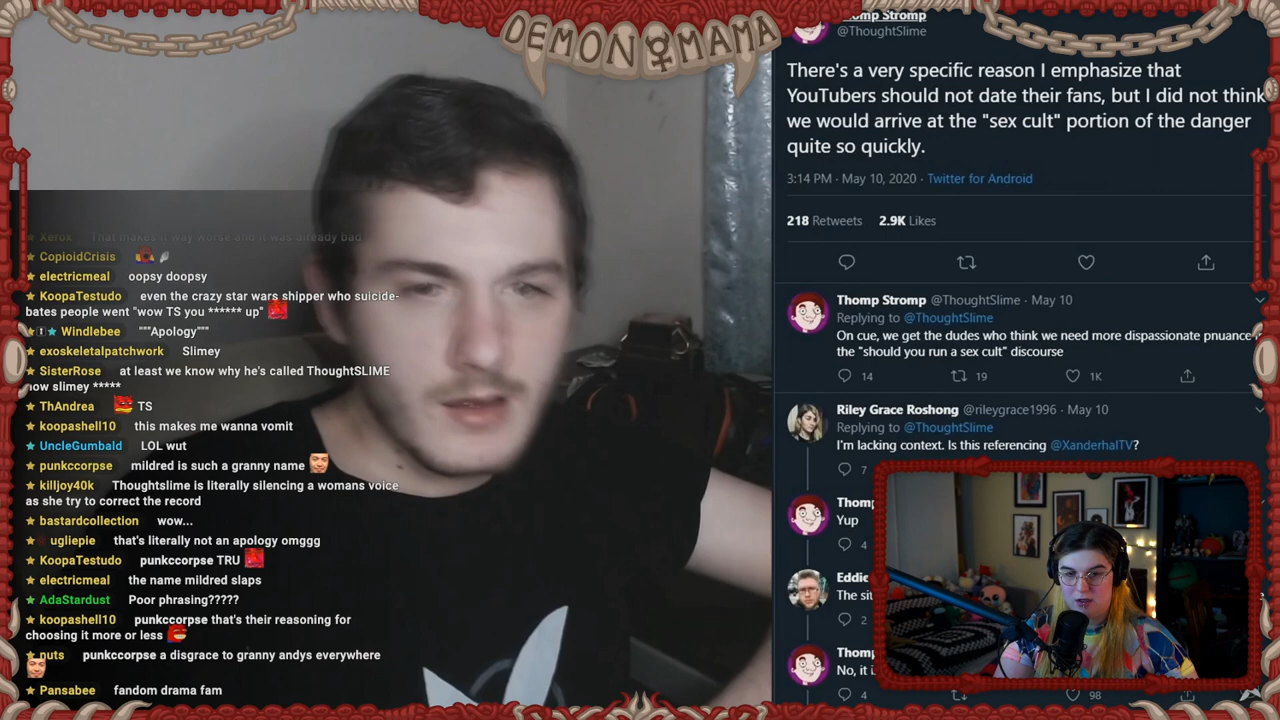 DEMON MAMA
Xerox That makes it way worse and it was already bad
CopioidCrisis
electricmeal oopsy doopsy
KoopaTestudo even the crazy star wars shipper who suicide-
bates people went "wow TS you ****** up"
Windlebee """Apology"""
exoskeletalpatchwork Slimey
SisterRose at least we know why he's called ThoughtSLIME
how slimey *****
ThAndrea TS
koopashell10 this makes me wanna vomit
UncleGumbald LOL wut
punkccorpse mildred is such a granny name
killjoy40k Thoughtslime is literally silencing a womans voice
as she try to correct the record
bastardcollection wow...
ugliepie that's literally not an apology omggg
KoopaTestudo punkccorpse TRU
electricmeal the name mildred slaps
AdaStardust Poor phrasing?????
koopashell10 punkccorpse that's their reasoning for
choosing it more or less
nuts punkccorpse a disgrace to granny andys everywhere
Pansabee fandom drama fam
Thomp Stromp
@ThoughtSlime
There's a very specific reason I emphasize that
YouTubers should not date their fans, but I did not think
we would arrive at the "sex cult" portion of the danger
quite so quickly.
3:14 PM · May 10, 2020 · Twitter for Android
218 Retweets 2.9K Likes
Thomp Stromp @ThoughtSlime · May 10
Replying to @ThoughtSlime
On cue, we get the dudes who think we need more dispassionate pnuance
the "should you run a sex cult" discourse
14 19 1K
Riley Grace Roshong @rileygrace1996 · May 10
Replying to @ThoughtSlime
I'm lacking context. Is this referencing @XanderhalTV?
7
Thomp
Yup
4
Eddie
The sit
2
Thomp
No, it i
4 98